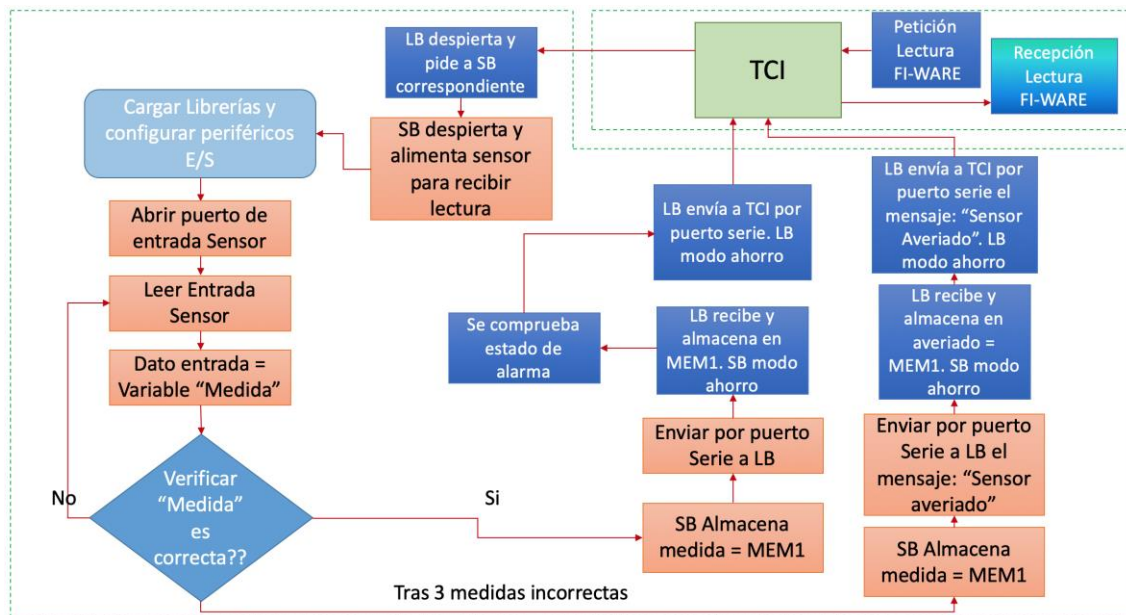 LB despierta y
pide a SB
correspondiente
TCI
Petición
Lectura
FI-WARE
Recepción
Lectura
FI-WARE
Cargar Librerías y
configurar periféricos
E/S
SB despierta y
alimenta sensor
para recibir
lectura
Abrir puerto de
entrada Sensor
Leer Entrada
Sensor
Dato entrada =
Variable “Medida”
Verificar
“Medida”
es
correcta??
No
Si
Tras 3 medidas incorrectas
SB Almacena
medida = MEM1
Enviar por puerto
Serie a LB
LB recibe y
almacena en
MEM1. SB modo
ahorro
Se comprueba
estado de
alarma
LB envía a TCI por
puerto serie. LB
modo ahorro
SB Almacena
medida = MEM1
Enviar por puerto
Serie a LB el
mensaje: “Sensor
averiado”
LB recibe y
almacena en
averiado =
MEM1. SB modo
ahorro
LB envía a TCI por
puerto serie el
mensaje: “Sensor
Averiado”. LB
modo ahorro